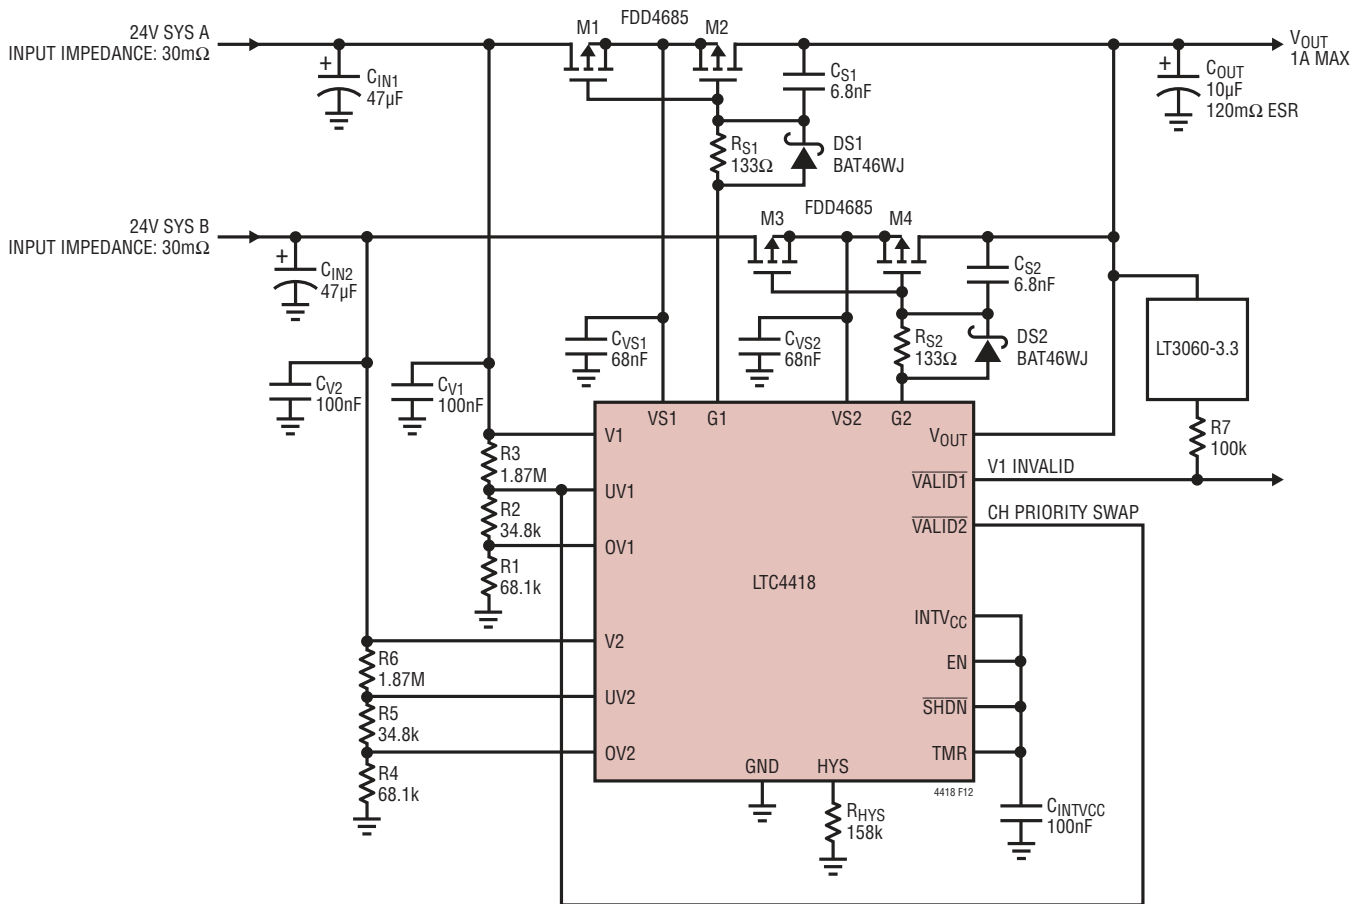 24V SYS A
INPUT IMPEDANCE: 30mΩ
M1
FDD4685
M2
VOUT
1A MAX
+
CIN1
47µF
CS1
6.8nF
+
COUT
10µF
120mΩ ESR
RS1
133Ω
DS1
BAT46WJ
24V SYS B
INPUT IMPEDANCE: 30mΩ
M3
FDD4685
M4
+
CIN2
47µF
CS2
6.8nF
CVS1
68nF
CVS2
68nF
RS2
133Ω
DS2
BAT46WJ
LT3060-3.3
CV2
100nF
CV1
100nF
VS1
G1
VS2
G2
R7
100k
V1
VOUT
R3
1.87M
V1 INVALID
UV1
VALID1
R2
34.8k
CH PRIORITY SWAP
VALID2
OV1
R1
68.1k
LTC4418
INTVCC
V2
R6
1.87M
EN
UV2
SHDN
R5
34.8k
OV2
TMR
R4
68.1k
GND
HYS
4418 F12
RHYS
158k
CINTVCC
100nF